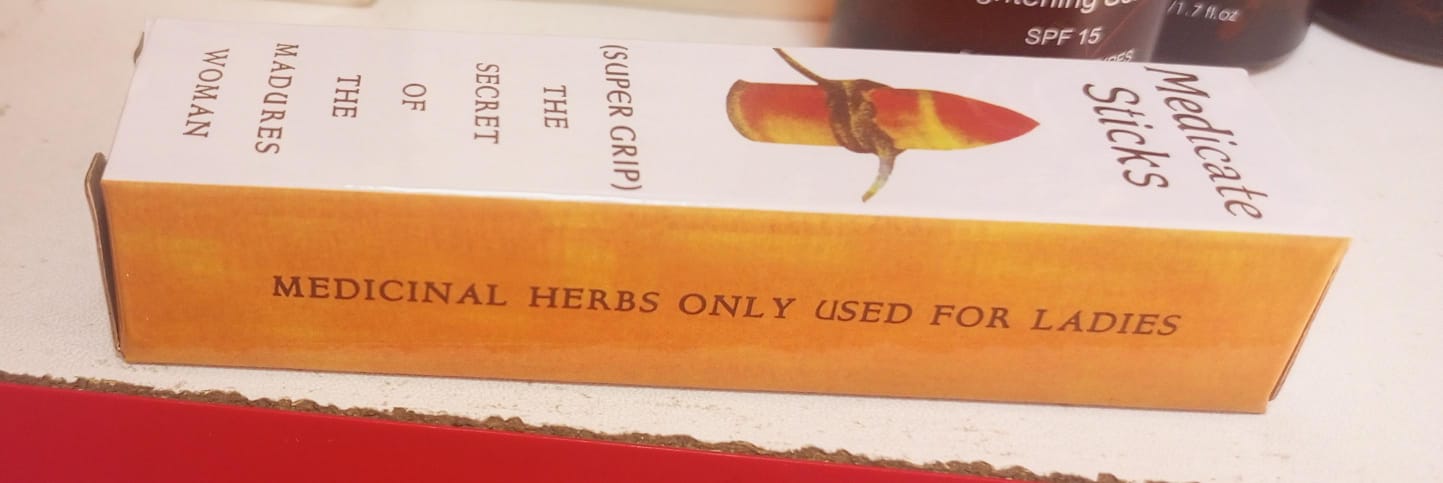 Medicate
Sticks
(SUPER GRIP)
THE
SECRET
OF
THE
MADURES
WOMAN
MEDICINAL HERBS ONLY USED FOR LADIES
SPF 15
/1.7 fl.oz